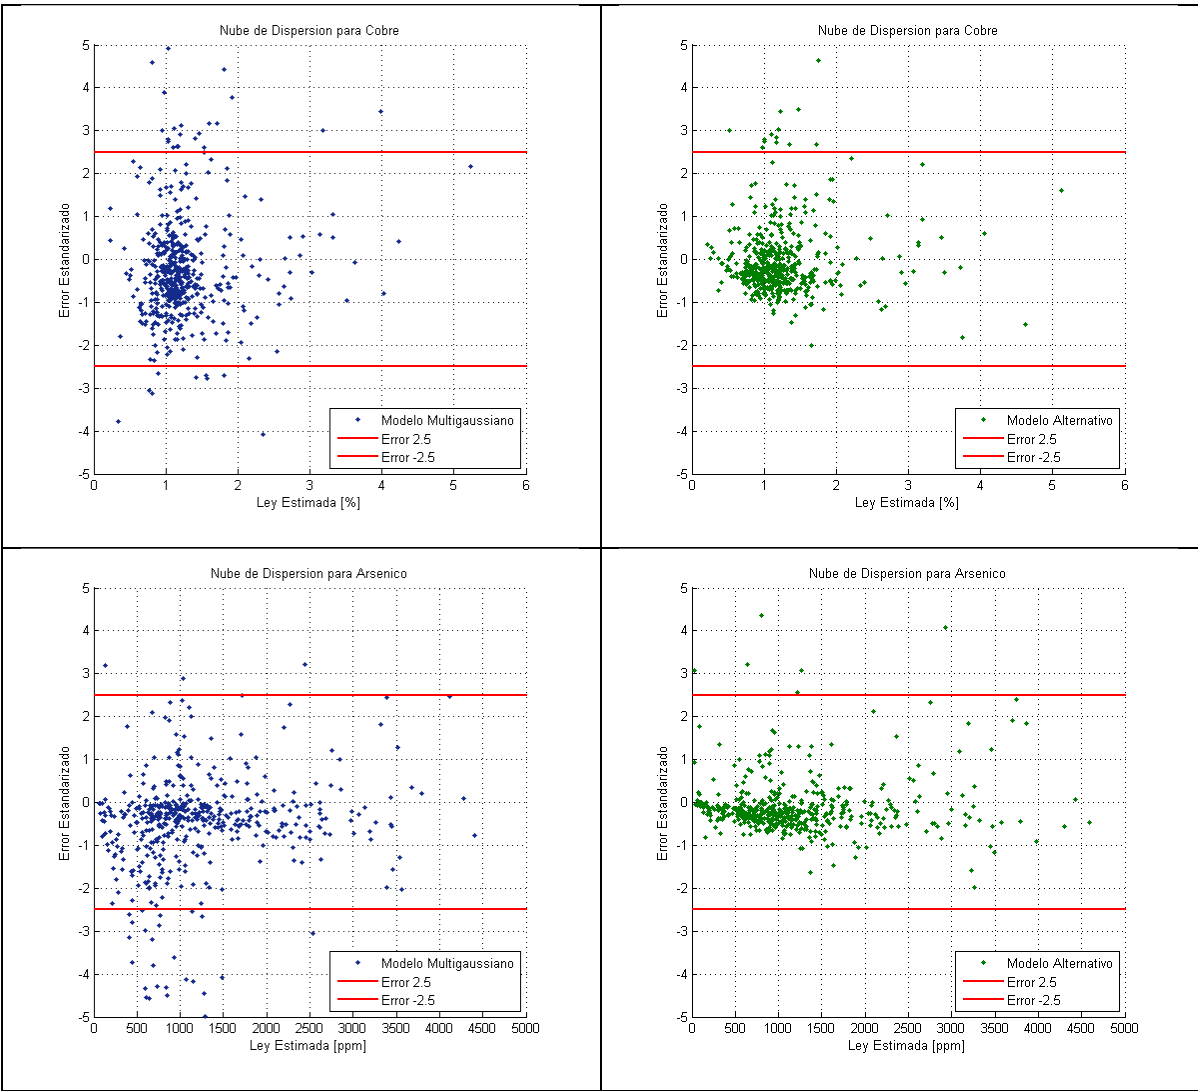 Nube de Dispersion para Cobre
5
4
3
2
1
0
-1
-2
-3
-4
-5
Error Estandarizado
0 1 2 3 4 5 6
Ley Estimada [%]
Modelo Multigaussiano
Error 2.5
Error -2.5
Nube de Dispersion para Cobre
5
4
3
2
1
0
-1
-2
-3
-4
-5
Error Estandarizado
0 1 2 3 4 5 6
Ley Estimada [%]
Modelo Alternativo
Error 2.5
Error -2.5
Nube de Dispersion para Arsenico
5
4
3
2
1
0
-1
-2
-3
-4
-5
Error Estandarizado
0 500 1000 1500 2000 2500 3000 3500 4000 4500 5000
Ley Estimada [ppm]
Modelo Multigaussiano
Error 2.5
Error -2.5
Nube de Dispersion para Arsenico
5
4
3
2
1
0
-1
-2
-3
-4
-5
Error Estandarizado
0 500 1000 1500 2000 2500 3000 3500 4000 4500 5000
Ley Estimada [ppm]
Modelo Alternativo
Error 2.5
Error -2.5